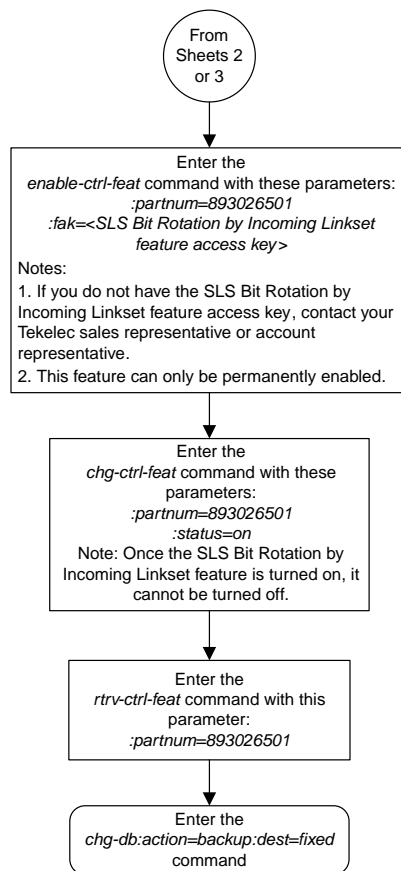 From
Sheets 2
or 3
Enter the
enable-ctrl-feat command with these parameters:
:partnum=893026501
:fak=<SLS Bit Rotation by Incoming Linkset
feature access key>
Notes:
1. If you do not have the SLS Bit Rotation by
Incoming Linkset feature access key, contact your
Tekelec sales representative or account
representative.
2. This feature can only be permanently enabled.
Enter the
chg-ctrl-feat command with these
parameters:
:partnum=893026501
:status=on
Note: Once the SLS Bit Rotation by
Incoming Linkset feature is turned on, it
cannot be turned off.
Enter the
rtrv-ctrl-feat command with this
parameter:
:partnum=893026501
Enter the
chg-db:action=backup:dest=fixed
command